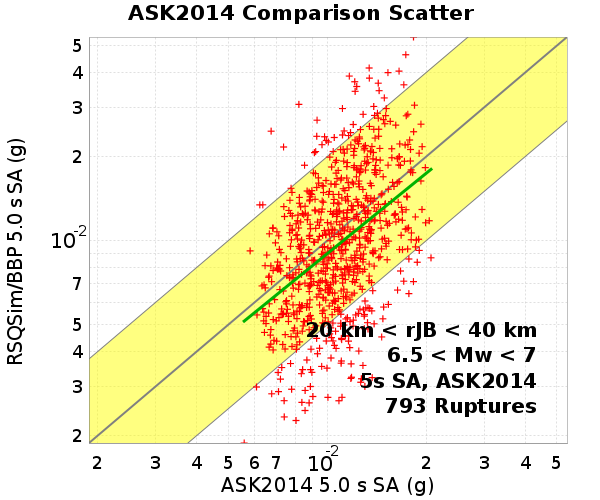 ASK2014 Comparison Scatter
RSQSim/BBP 5.0 s SA (g)
5
4
3
2
10-2
7
5
4
3
2
20 km < rJB < 40 km
6.5 < Mw < 7
5s SA, ASK2014
793 Ruptures
2 3 4 5 6 7 10-2 2 3 4 5
ASK2014 5.0 s SA (g)